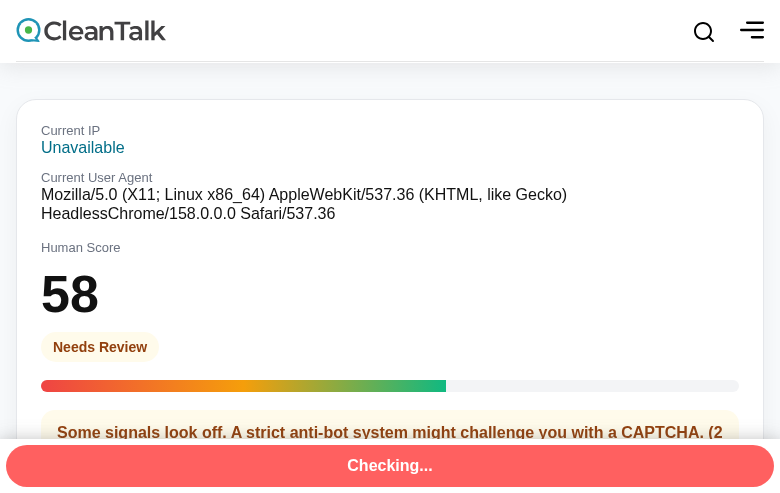 CleanTalk
Current IP
Unavailable
Current User Agent
Mozilla/5.0 (X11; Linux x86_64) AppleWebKit/537.36 (KHTML, like Gecko)
HeadlessChrome/158.0.0.0 Safari/537.36
Human Score
58
Needs Review
Some signals look off. A strict anti-bot system might challenge you with a CAPTCHA. (2
Checking...